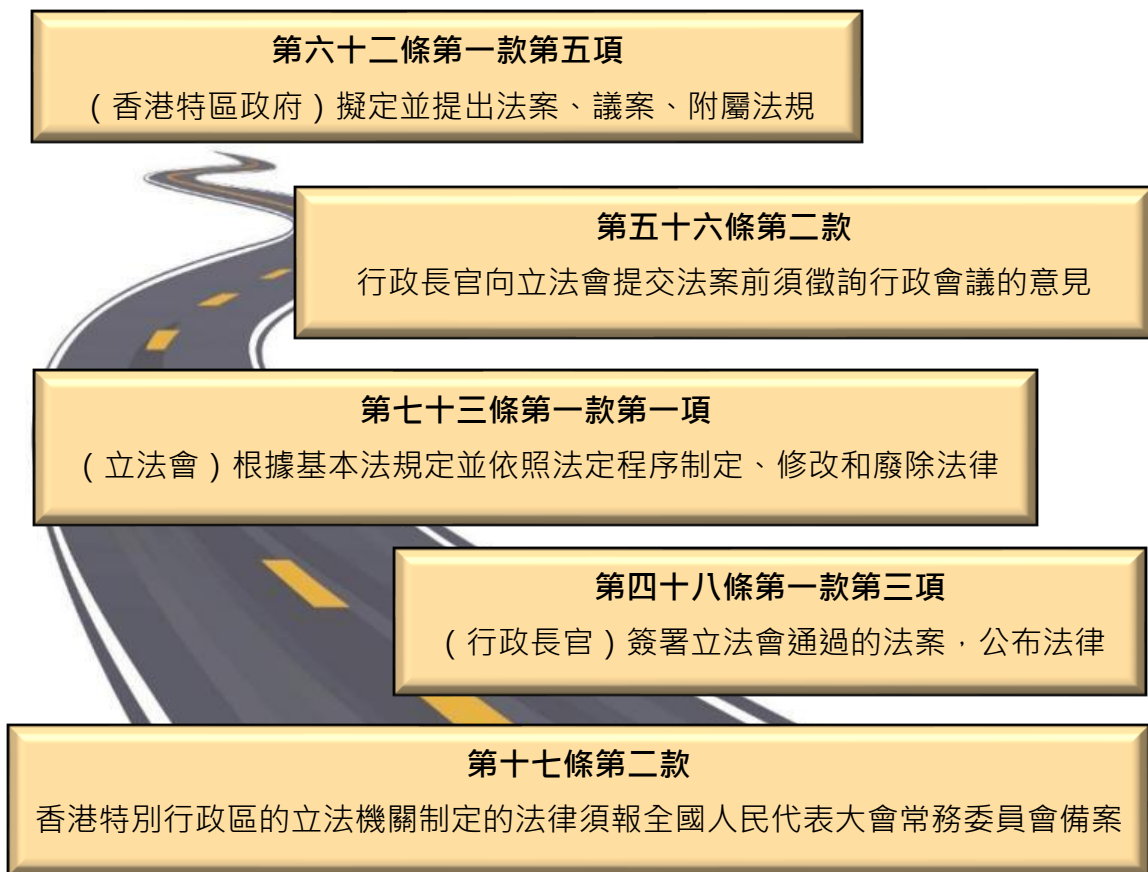 第六十二條第一款第五項
（香港特區政府）擬定並提出法案、議案、附屬法規
第五十六條第二款
行政長官向立法會提交法案前須徵詢行政會議的意見
第七十三條第一款第一項
（立法會）根據基本法規定並依照法定程序制定、修改和廢除法律
第四十八條第一款第三項
（行政長官）簽署立法會通過的法案，公布法律
第十七條第二款
香港特別行政區的立法機關制定的法律須報全國人民代表大會常務委員會備案